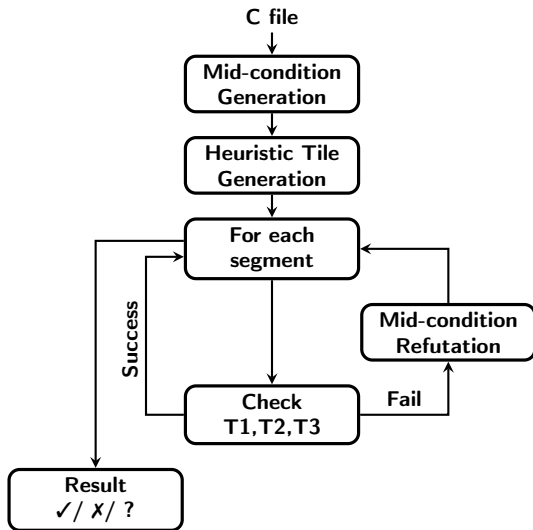 C file
Mid-condition
Generation
Heuristic Tile
Generation
For each
segment
Success
Mid-condition
Refutation
Check
T1,T2,T3
Fail
Result
✓/ ✗/ ?